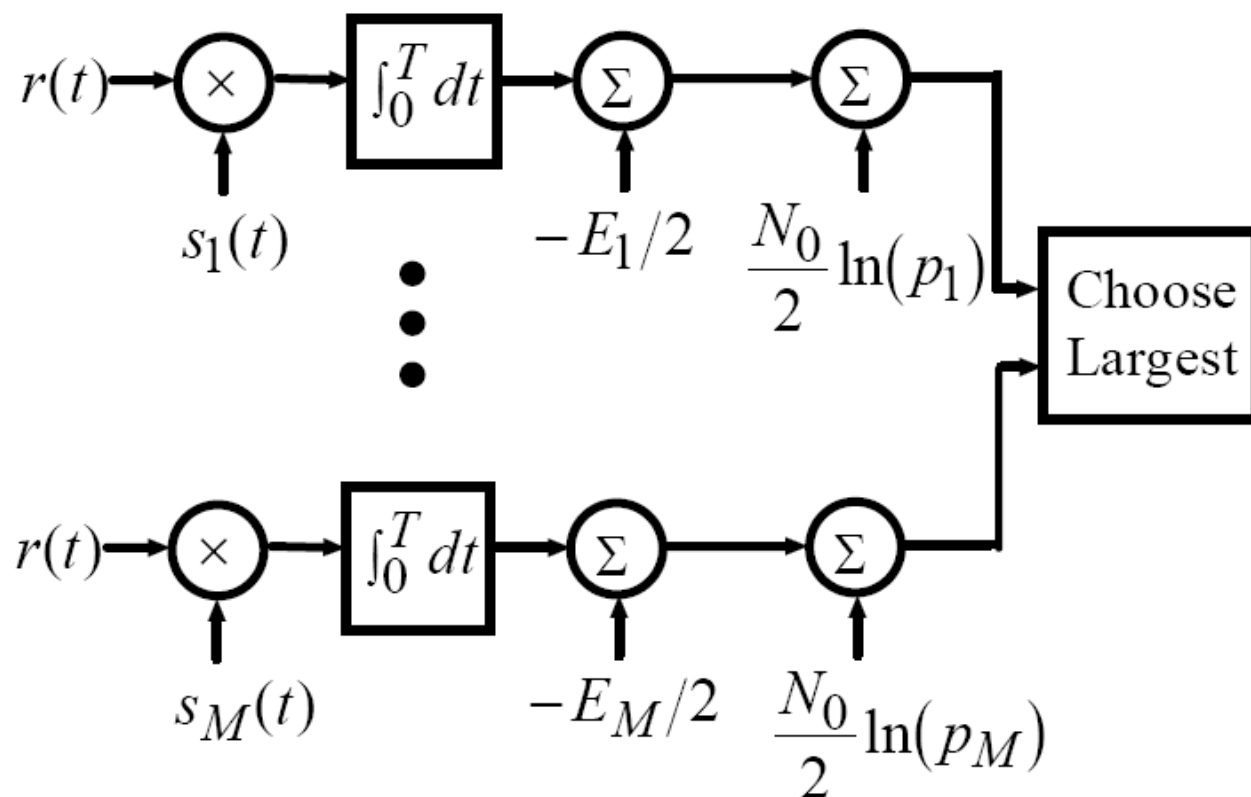 r(t) × ∫₀ᵀ dt Σ Σ
s₁(t) −E₁/2 N₀/2 ln(p₁)
Choose
Largest
r(t) × ∫₀ᵀ dt Σ Σ
s_M(t) −E_M/2 N₀/2 ln(p_M)